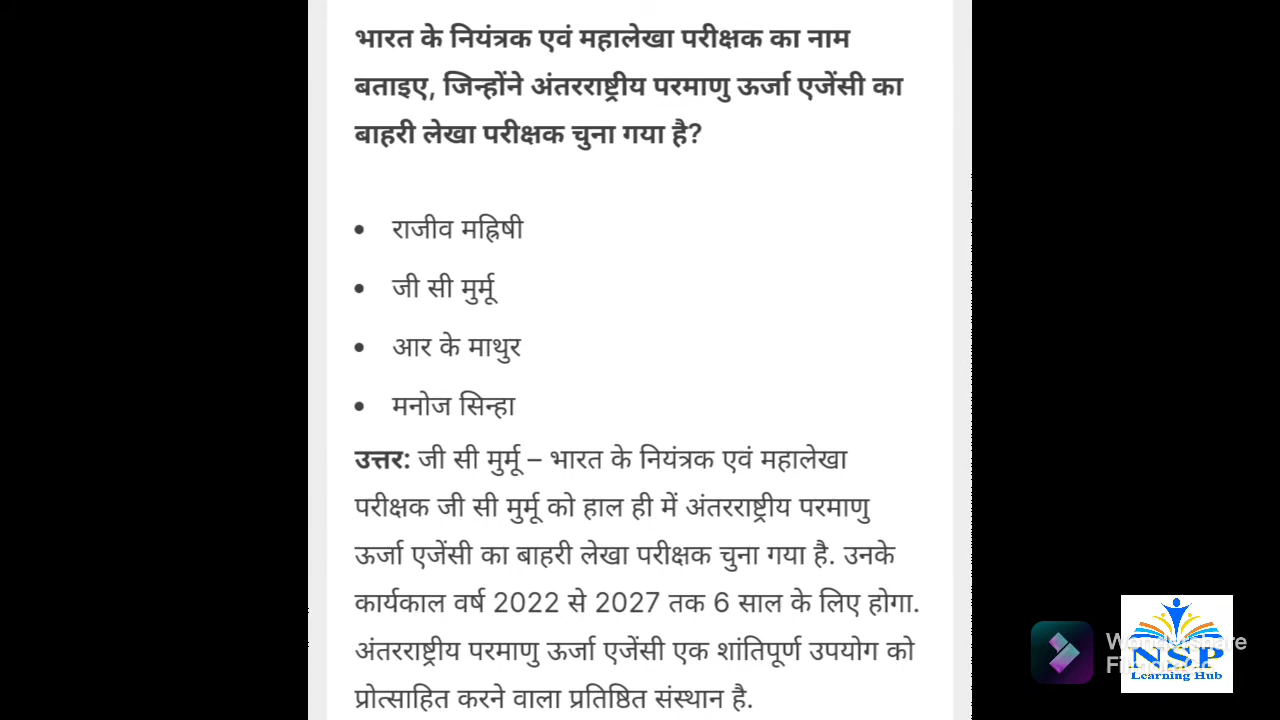 भारत के नियंत्रक एवं महालेखा परीक्षक का नाम
बताइए, जिन्होंने अंतरराष्ट्रीय परमाणु ऊर्जा एजेंसी का
बाहरी लेखा परीक्षक चुना गया है?
• राजीव मह्रिषी
• जी सी मुर्मू
• आर के माथुर
• मनोज सिन्हा
उत्तर: जी सी मुर्मू – भारत के नियंत्रक एवं महालेखा
परीक्षक जी सी मुर्मू को हाल ही में अंतरराष्ट्रीय परमाणु
ऊर्जा एजेंसी का बाहरी लेखा परीक्षक चुना गया है. उनके
कार्यकाल वर्ष 2022 से 2027 तक 6 साल के लिए होगा.
अंतरराष्ट्रीय परमाणु ऊर्जा एजेंसी एक शांतिपूर्ण उपयोग को
प्रोत्साहित करने वाला प्रतिष्ठित संस्थान है.
NSP
Learning Hub